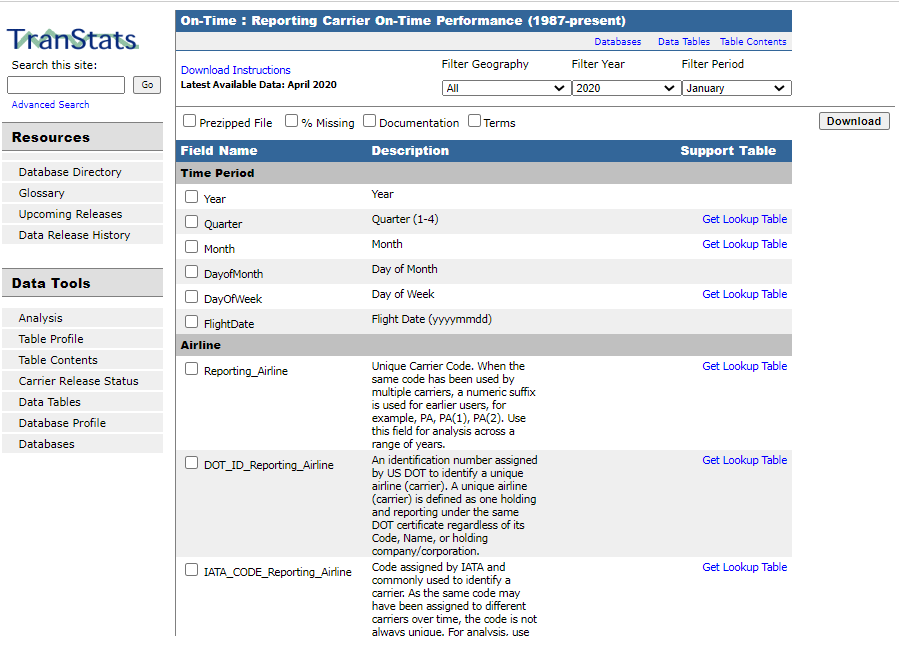 TranStats
Search this site:
Go
Advanced Search
Resources
Database Directory
Glossary
Upcoming Releases
Data Release History
Data Tools
Analysis
Table Profile
Table Contents
Carrier Release Status
Data Tables
Database Profile
Databases
On-Time : Reporting Carrier On-Time Performance (1987-present)
Databases Data Tables Table Contents
Download Instructions
Latest Available Data: April 2020
Filter Geography Filter Year Filter Period
All 2020 January
Prezipped File % Missing Documentation Terms
Download
Field Name Description Support Table
Time Period
Year Year
Quarter Quarter (1-4) Get Lookup Table
Month Month Get Lookup Table
DayofMonth Day of Month
DayOfWeek Day of Week Get Lookup Table
FlightDate Flight Date (yyyymmdd)
Airline
Reporting_Airline Unique Carrier Code. When the Get Lookup Table
same code has been used by
multiple carriers, a numeric suffix
is used for earlier users, for
example, PA, PA(1), PA(2). Use
this field for analysis across a
range of years.
DOT_ID_Reporting_Airline An identification number assigned Get Lookup Table
by US DOT to identify a unique
airline (carrier). A unique airline
(carrier) is defined as one holding
and reporting under the same
DOT certificate regardless of its
Code, Name, or holding
company/corporation.
IATA_CODE_Reporting_Airline Code assigned by IATA and Get Lookup Table
commonly used to identify a
carrier. As the same code may
have been assigned to different
carriers over time, the code is not
always unique. For analysis, use